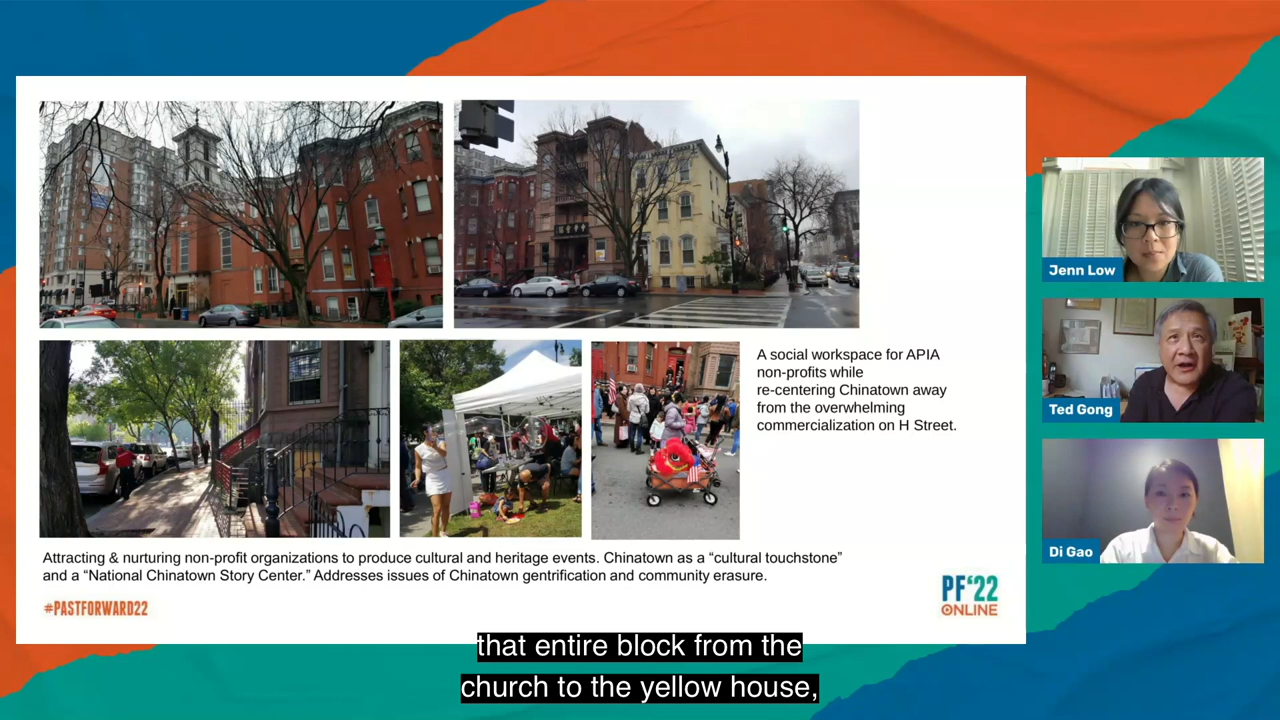 A social workspace for APIA
non-profits while
re-centering Chinatown away
from the overwhelming
commercialization on H Street.
Attracting & nurturing non-profit organizations to produce cultural and heritage events. Chinatown as a “cultural touchstone”
and a “National Chinatown Story Center.” Addresses issues of Chinatown gentrification and community erasure.
#PASTFORWARD22
PF‘22
ONLINE
Jenn Low
Ted Gong
Di Gao
that entire block from the
church to the yellow house,